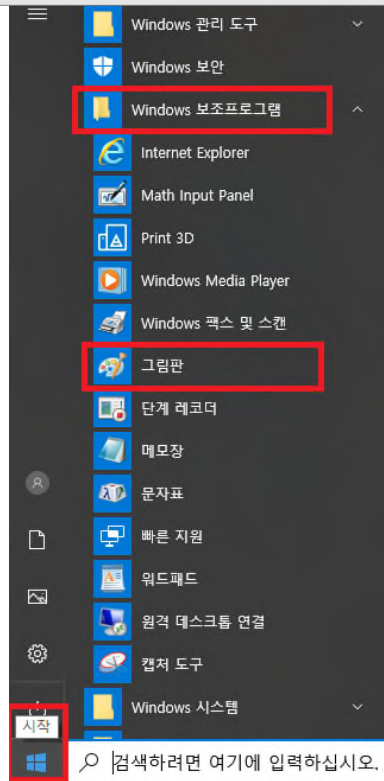 Windows 관리 도구
Windows 보안
Windows 보조프로그램
Internet Explorer
Math Input Panel
Print 3D
Windows Media Player
Windows 팩스 및 스캔
그림판
단계 레코더
메모장
문자표
빠른 지원
워드패드
원격 데스크톱 연결
캡처 도구
Windows 시스템
시작
검색하려면 여기에 입력하십시오.